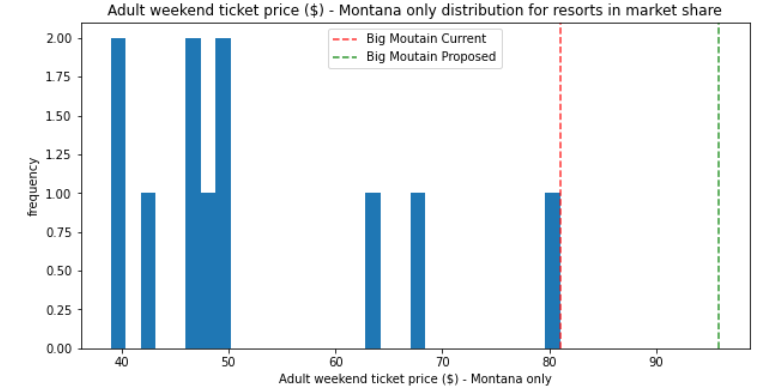 Adult weekend ticket price ($) - Montana only distribution for resorts in market share
Big Moutain Current
Big Moutain Proposed
frequency
2.00
1.75
1.50
1.25
1.00
0.75
0.50
0.25
0.00
40 50 60 70 80 90
Adult weekend ticket price ($) - Montana only